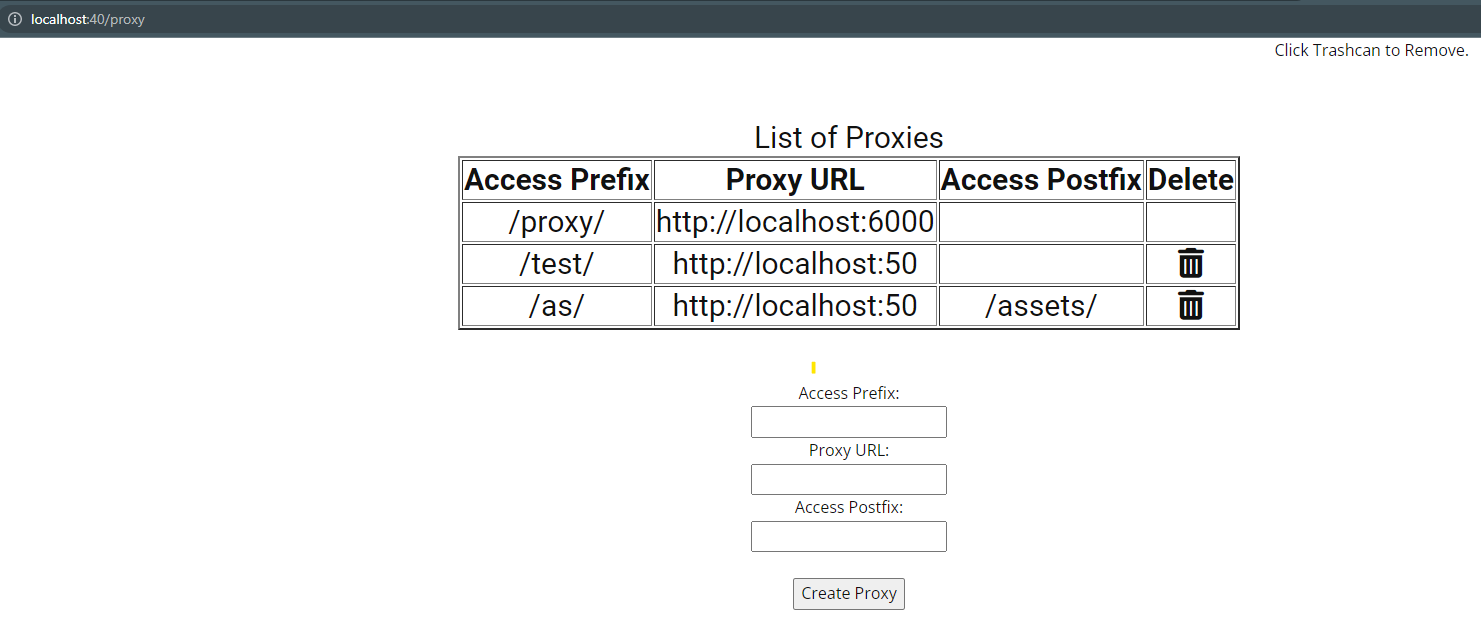 localhost:40/proxy
Click Trashcan to Remove.
List of Proxies
Access Prefix Proxy URL Access Postfix Delete
/proxy/ http://localhost:6000
/test/ http://localhost:50
/as/ http://localhost:50 /assets/
Access Prefix:
Proxy URL:
Access Postfix:
Create Proxy